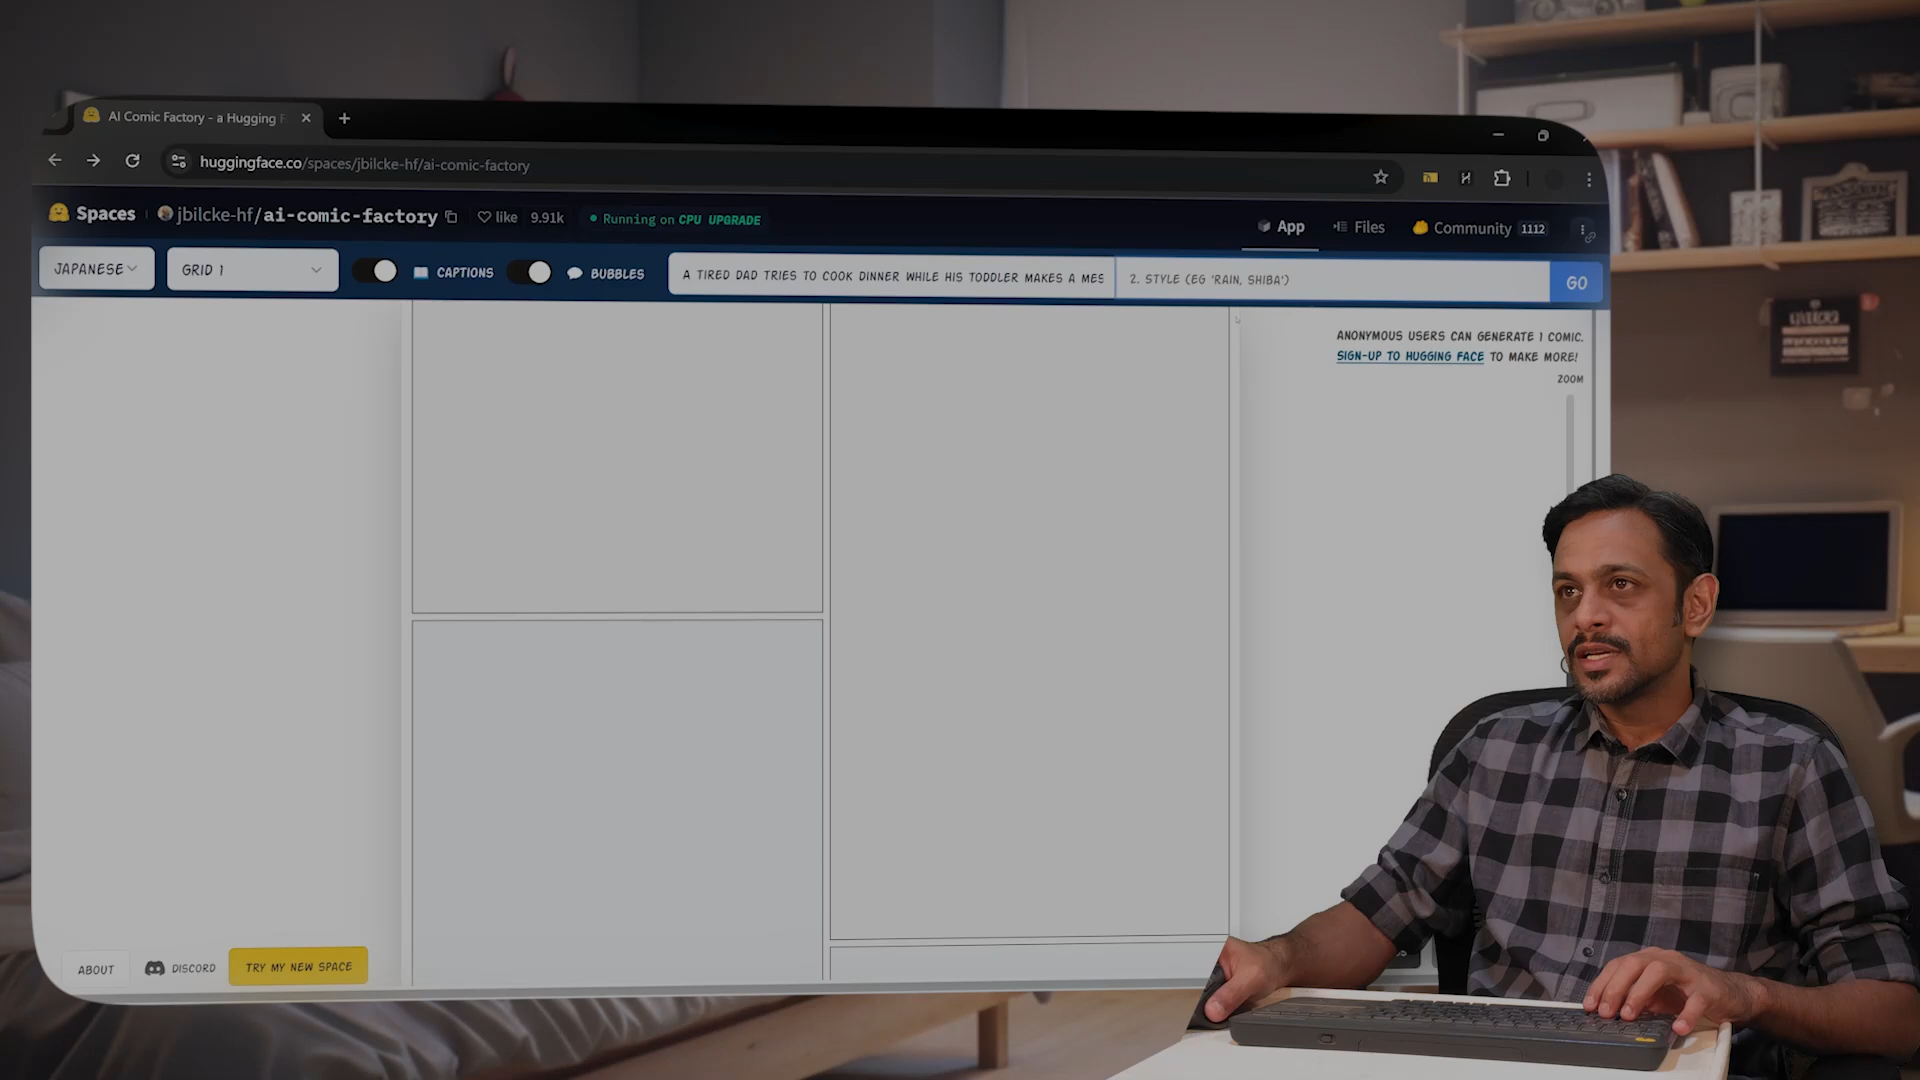 AI Comic Factory - a Hugging F
huggingface.co/spaces/jbilcke-hf/ai-comic-factory
Spaces jbilcke-hf/ai-comic-factory like 9.91k Running on CPU UPGRADE App Files Community 1112
JAPANESE GRID 1 CAPTIONS BUBBLES A TIRED DAD TRIES TO COOK DINNER WHILE HIS TODDLER MAKES A MES 2. STYLE (EG 'RAIN, SHIBA') GO
ANONYMOUS USERS CAN GENERATE 1 COMIC.
SIGN-UP TO HUGGING FACE TO MAKE MORE!
ZOOM
ABOUT DISCORD TRY MY NEW SPACE